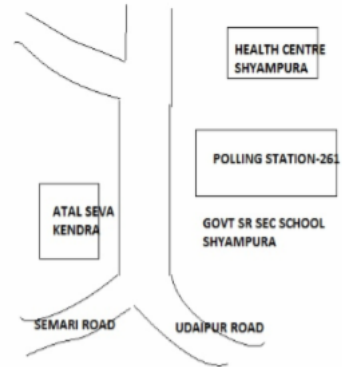 HEALTH CENTRE
SHYAMPURA
POLLING STATION-261
ATAL SEVA
KENDRA
GOVT SR SEC SCHOOL
SHYAMPURA
SEMARI ROAD
UDAIPUR ROAD